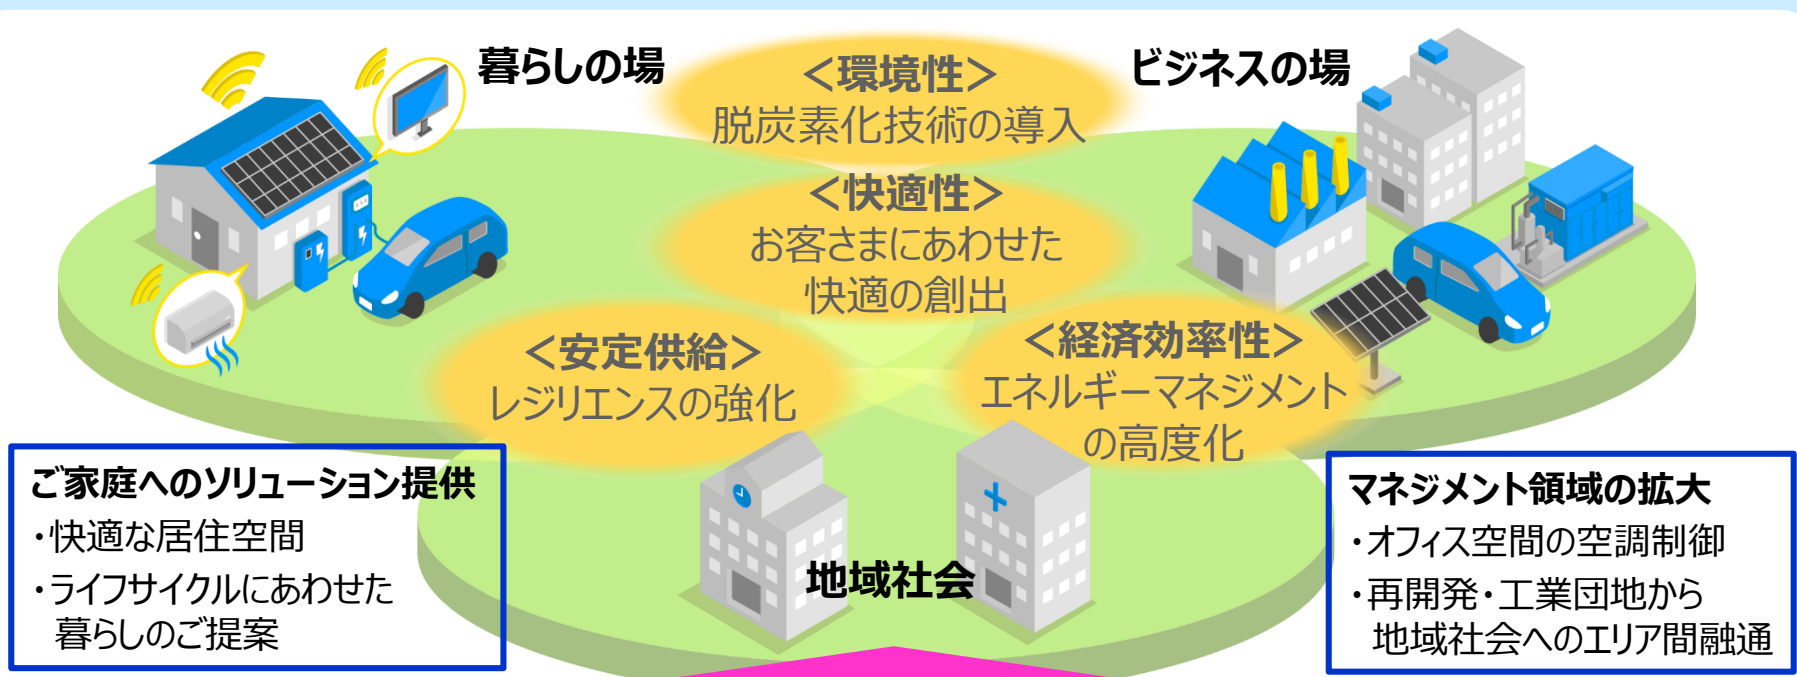 暮らしの場
<環境性>
脱炭素化技術の導入
ビジネスの場
<快適性>
お客さまにあわせた
快適の創出
<安定供給>
レジリエンスの強化
<経済効率性>
エネルギーマネジメント
の高度化
ご家庭へのソリューション提供
・快適な居住空間
・ライフサイクルにあわせた
暮らしのご提案
地域社会
マネジメント領域の拡大
・オフィス空間の空調制御
・再開発・工業団地から
地域社会へのエリア間融通